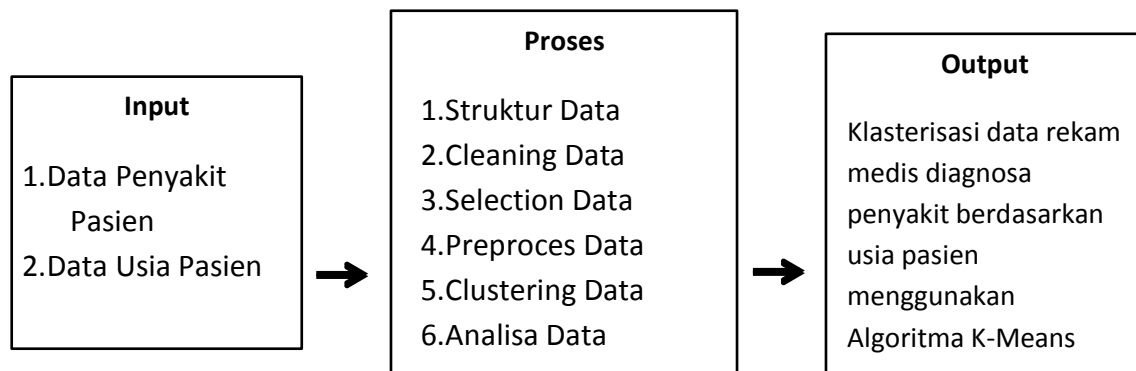 Input
1.Data Penyakit
Pasien
2.Data Usia Pasien
Proses
1.Struktur Data
2.Cleaning Data
3.Selection Data
4.Preproces Data
5.Clustering Data
6.Analisa Data
Output
Klasterisasi data rekam
medis diagnosa
penyakit berdasarkan
usia pasien
menggunakan
Algoritma K-Means